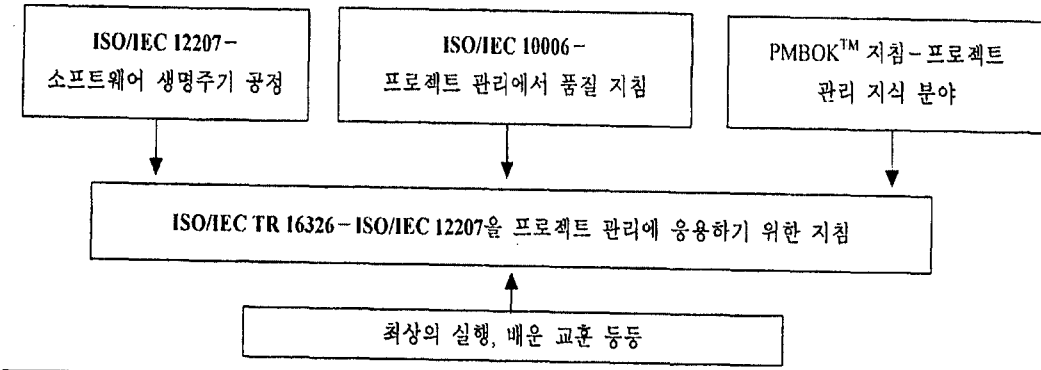 ISO/IEC 12207–
소프트웨어 생명주기 공정
ISO/IEC 10006–
프로젝트 관리에서 품질 지침
PMBOK™ 지침–프로젝트
관리 지식 분야
ISO/IEC TR 16326–ISO/IEC 12207을 프로젝트 관리에 응용하기 위한 지침
최상의 실행, 배운 교훈 등등